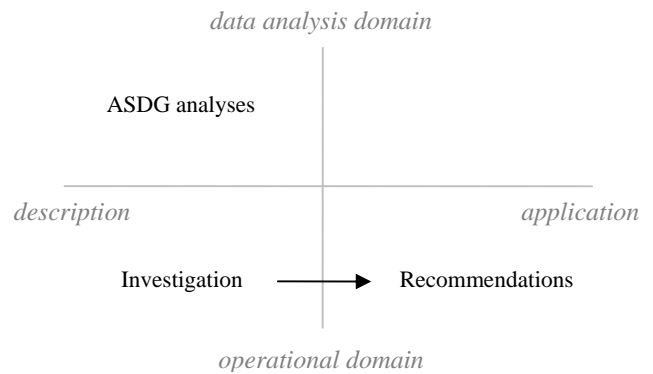 data analysis domain
ASDG analyses
description
application
Investigation
Recommendations
operational domain